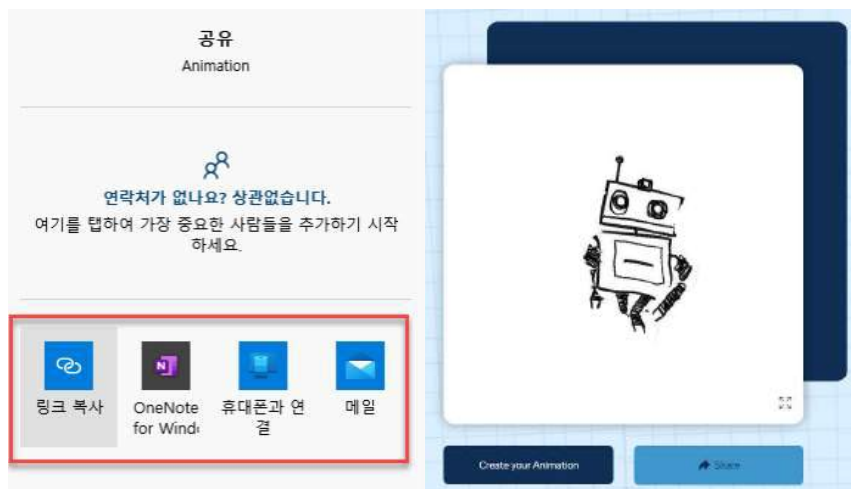 공유
Animation
연락처가 없나요? 상관없습니다.
여기를 탭하여 가장 중요한 사람들을 추가하기 시작
하세요.
링크 복사
OneNote
for Wind
휴대폰과 연
결
메일
Create your Animation
Share